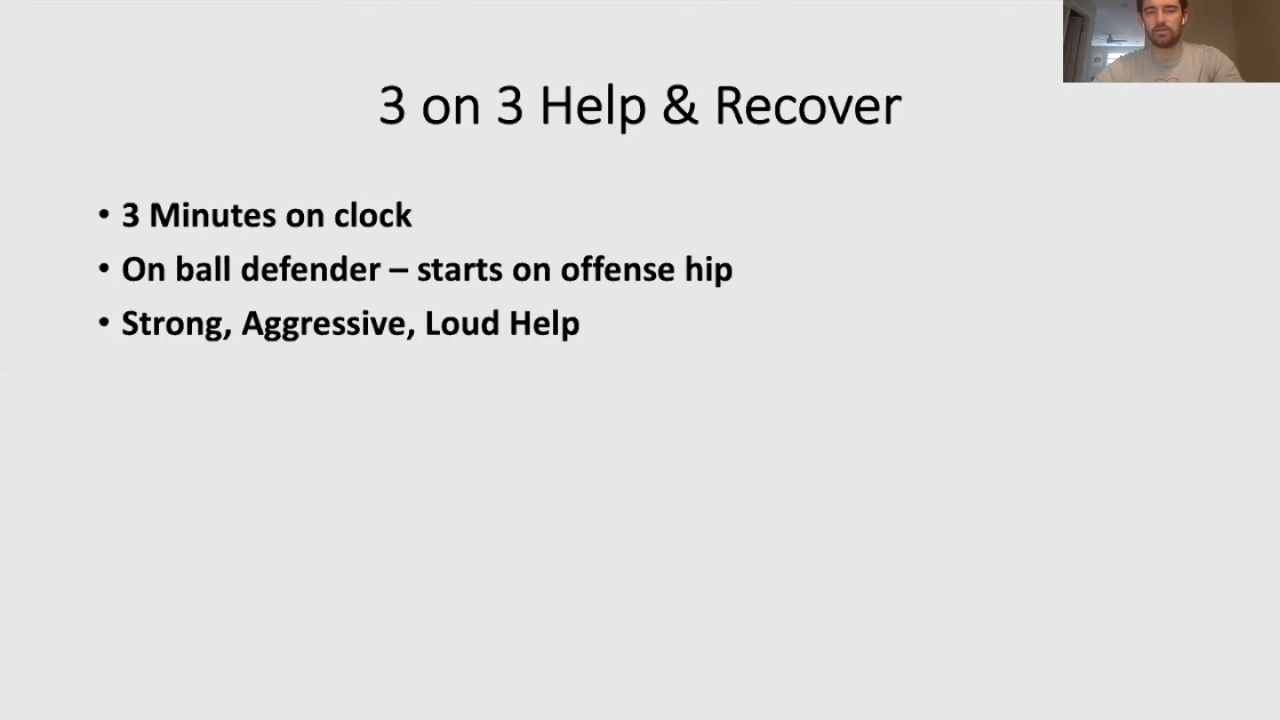 3 on 3 Help & Recover
• 3 Minutes on clock
• On ball defender – starts on offense hip
• Strong, Aggressive, Loud Help